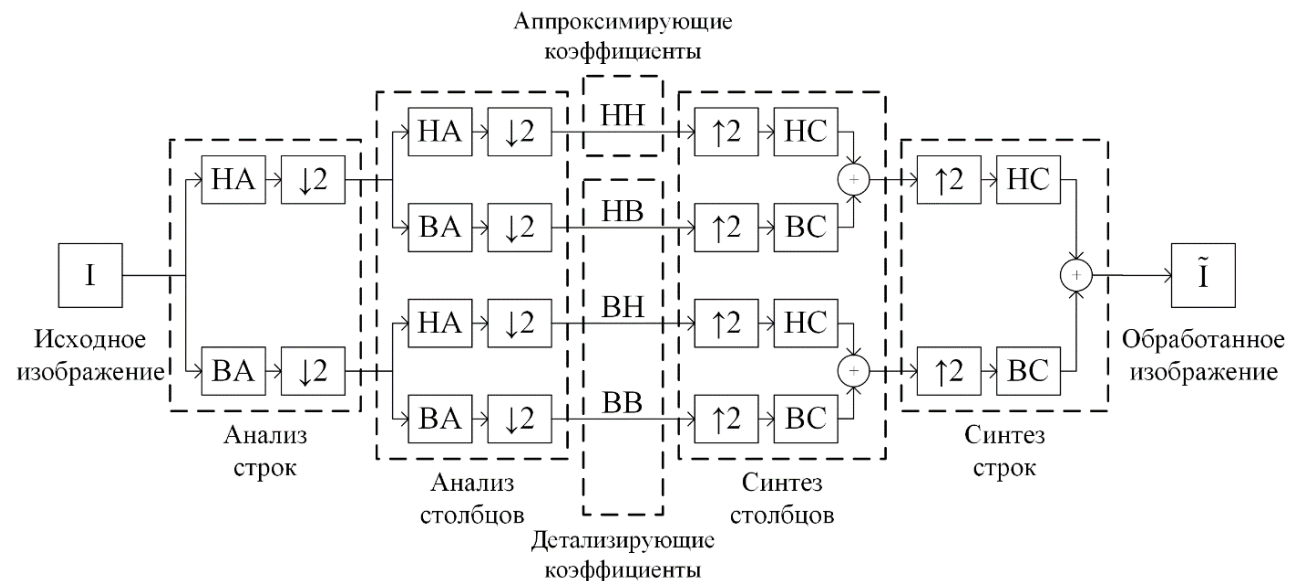 Аппроксимирующие
коэффициенты
НА ↓2 НН ↑2 НС
НА ↓2 + ↑2 НС
ВА ↓2 НВ ↑2 ВС
I + Ĩ
НА ↓2 ВН ↑2 НС
Исходное
изображение
Обработанное
изображение
ВА ↓2 + ↑2 ВС
ВА ↓2 ВВ ↑2 ВС
Анализ
строк
Синтез
строк
Анализ
столбцов
Синтез
столбцов
Детализирующие
коэффициенты